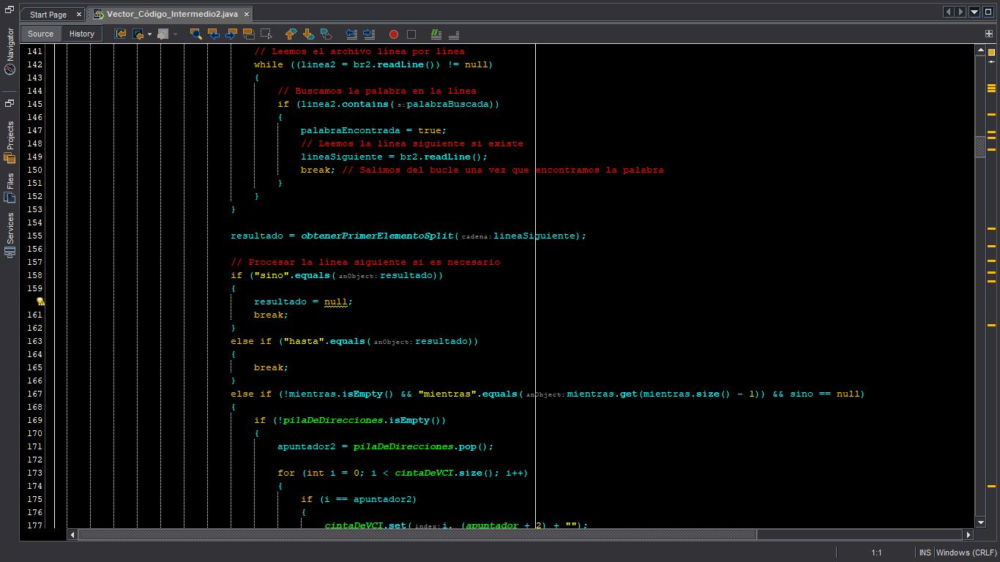 Start Page ×
Vector_Código_Intermedio2.java ×
Source
History
Navigator
Projects
Files
Services
141 // Leemos el archivo línea por línea
142 while ((linea2 = br2.readLine()) != null)
143 {
144 // Buscamos la palabra en la línea
145 if (linea2.contains( s: palabraBuscada))
146 {
147 palabraEncontrada = true;
148 // Leemos la línea siguiente si existe
149 lineaSiguiente = br2.readLine();
150 break; // Salimos del bucle una vez que encontramos la palabra
151 }
152 }
153 }
154
155 resultado = obtenerPrimerElementoSplit( cadena: lineaSiguiente);
156
157 // Procesar la línea siguiente si es necesario
158 if ("sino".equals( anObject: resultado))
159 {
resultado = null;
161 break;
162 }
163 else if ("hasta".equals( anObject: resultado))
164 {
165 break;
166 }
167 else if (!mientras.isEmpty() && "mientras".equals( anObject: mientras.get(mientras.size() - 1)) && sino == null)
168 {
169 if (!pilaDeDirecciones.isEmpty())
170 {
171 apuntador2 = pilaDeDirecciones.pop();
172
173 for (int i = 0; i < cintaDeVCI.size(); i++)
174 {
175 if (i == apuntador2)
176 {
177 cintaDeVCI.set( index: i, (apuntador + 2) + "");
1:1
INS
Windows (CRLF)